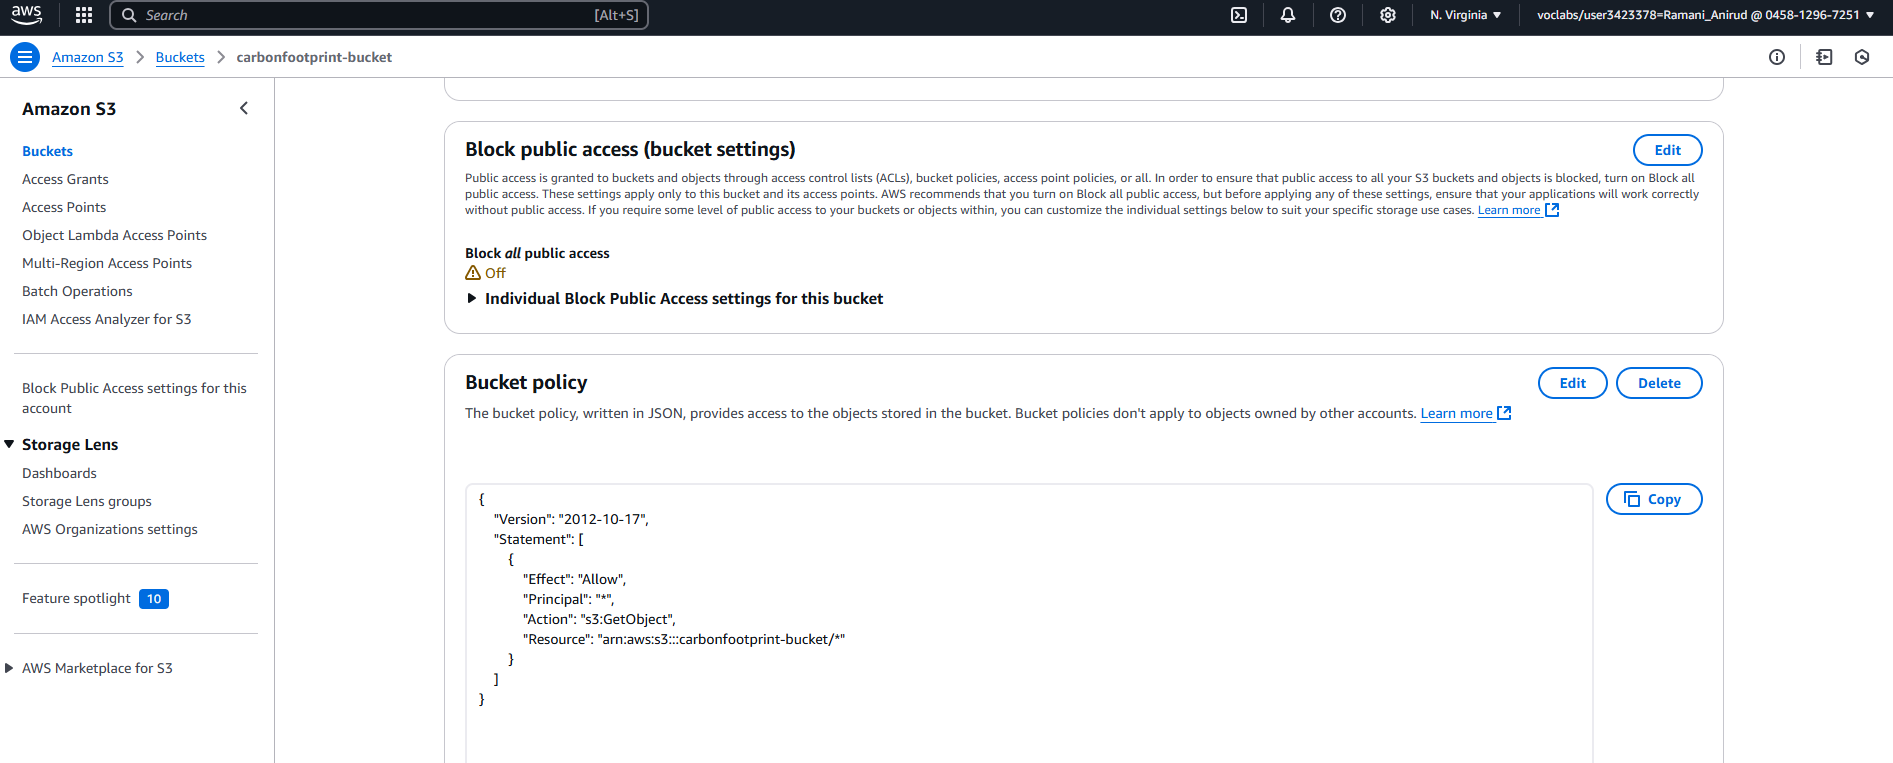 aws
Search [Alt+S]
N. Virginia
voclabs/user3423378=Ramani_Anirud @ 0458-1296-7251
Amazon S3 > Buckets > carbonfootprint-bucket
Amazon S3
Buckets
Access Grants
Access Points
Object Lambda Access Points
Multi-Region Access Points
Batch Operations
IAM Access Analyzer for S3
Block Public Access settings for this
account
Storage Lens
Dashboards
Storage Lens groups
AWS Organizations settings
Feature spotlight 10
AWS Marketplace for S3
Block public access (bucket settings)
Edit
Public access is granted to buckets and objects through access control lists (ACLs), bucket policies, access point policies, or all. In order to ensure that public access to all your S3 buckets and objects is blocked, turn on Block all
public access. These settings apply only to this bucket and its access points. AWS recommends that you turn on Block all public access, but before applying any of these settings, ensure that your applications will work correctly
without public access. If you require some level of public access to your buckets or objects within, you can customize the individual settings below to suit your specific storage use cases. Learn more
Block all public access
Off
Individual Block Public Access settings for this bucket
Bucket policy
Edit
Delete
The bucket policy, written in JSON, provides access to the objects stored in the bucket. Bucket policies don't apply to objects owned by other accounts. Learn more
Copy
{
"Version": "2012-10-17",
"Statement": [
{
"Effect": "Allow",
"Principal": "*",
"Action": "s3:GetObject",
"Resource": "arn:aws:s3:::carbonfootprint-bucket/*"
}
]
}